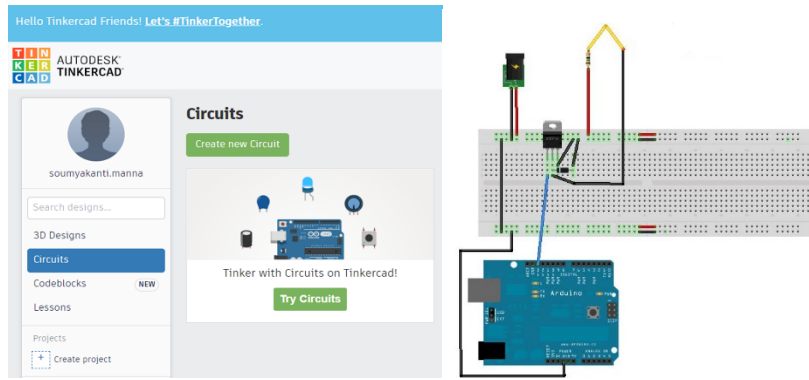 Hello Tinkercad Friends! Let's #TinkerTogether.
TIN
KER
CAD
AUTODESK®
TINKERCAD®
soumyakanti.manna
Search designs...
3D Designs
Circuits
Codeblocks NEW
Lessons
Projects
+ Create project
Circuits
Create new Circuit
Tinker with Circuits on Tinkercad!
Try Circuits
Arduino